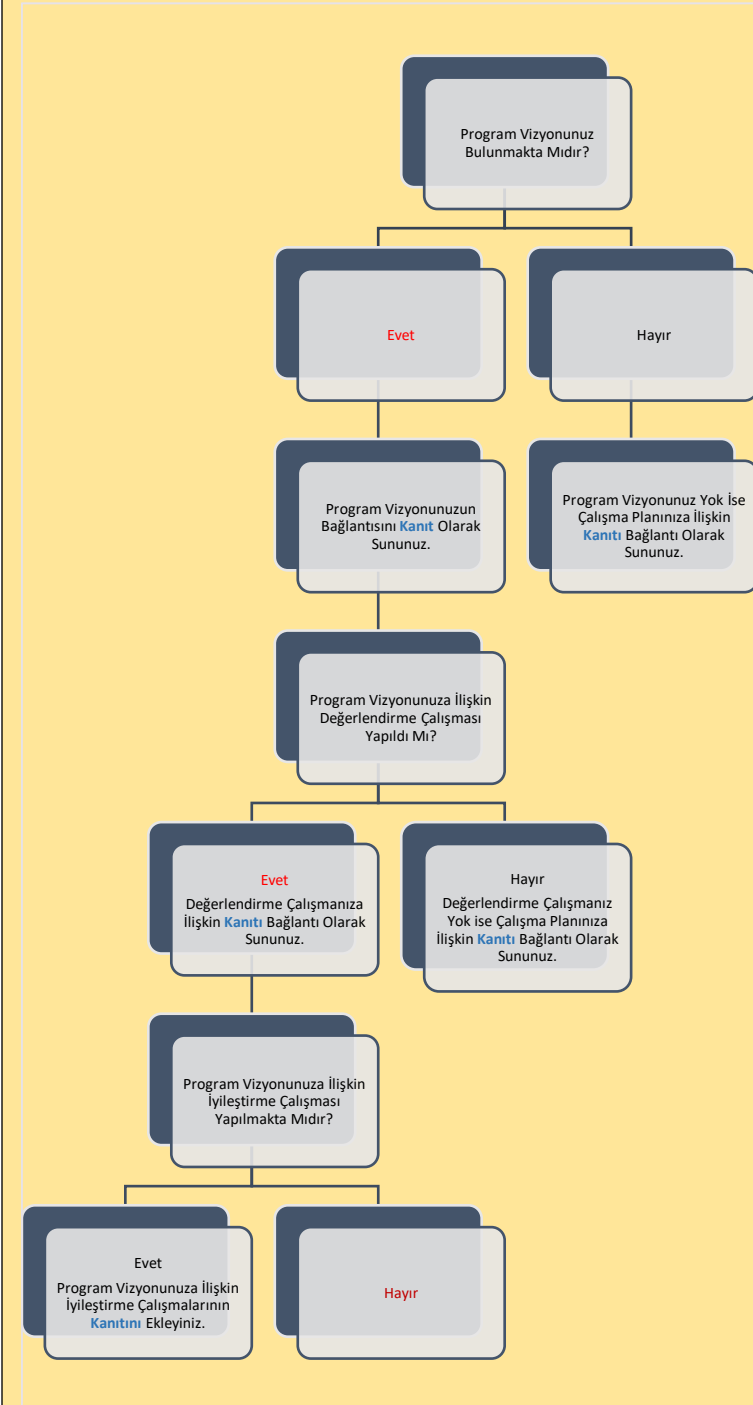 Program Vizyonunuz
Bulunmakta Mıdır?
Evet
Hayır
Program Vizyonunuzun
Bağlantısını Kanıt Olarak
Sununuz.
Program Vizyonunuz Yok İse
Çalışma Planınıza İlişkin
Kanıtı Bağlantı Olarak
Sununuz.
Program Vizyonunuza İlişkin
Değerlendirme Çalışması
Yapıldı Mı?
Evet
Değerlendirme Çalışmanıza
İlişkin Kanıtı Bağlantı Olarak
Sununuz.
Hayır
Değerlendirme Çalışmanız
Yok ise Çalışma Planınıza
İlişkin Kanıtı Bağlantı Olarak
Sununuz.
Program Vizyonunuza İlişkin
İyileştirme Çalışması
Yapılmakta Mıdır?
Evet
Program Vizyonunuza İlişkin
İyileştirme Çalışmalarının
Kanıtını Ekleyiniz.
Hayır